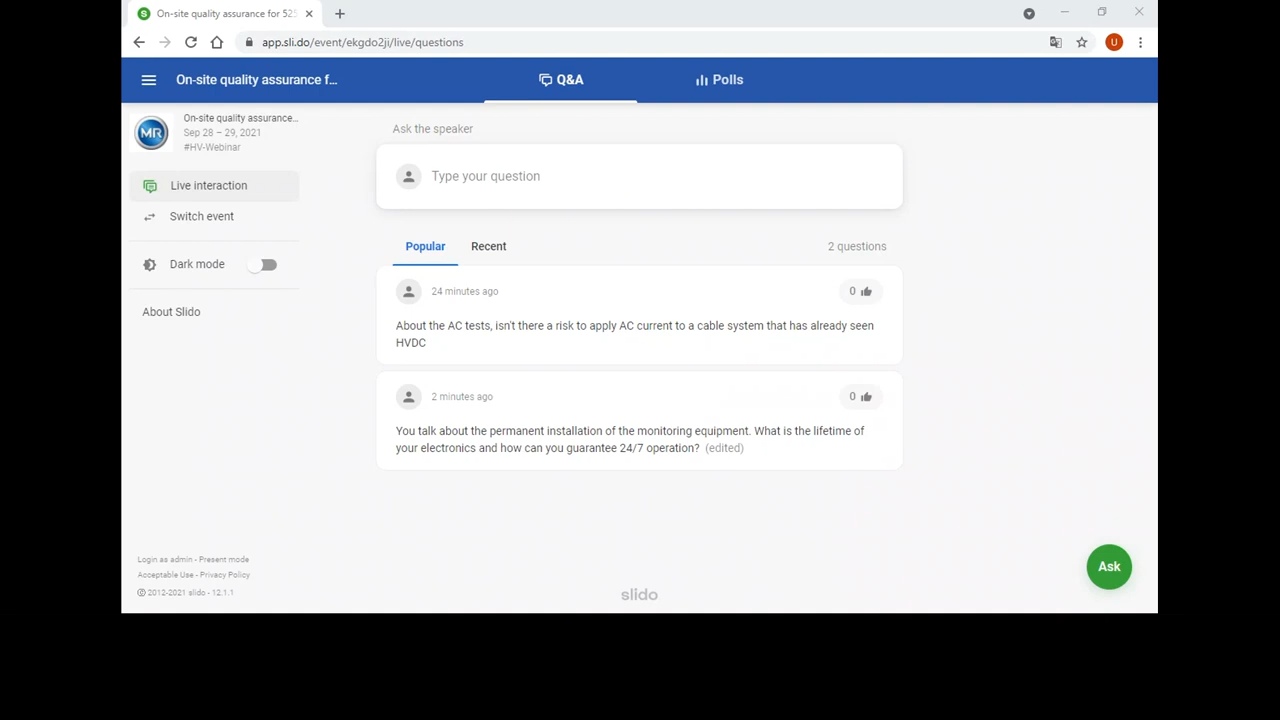 On-site quality assurance for 525
app.sli.do/event/ekgdo2ji/live/questions
U
On-site quality assurance f...
Q&A
Polls
MR
On-site quality assurance...
Sep 28 – 29, 2021
#HV-Webinar
Live interaction
Switch event
Dark mode
About Slido
Ask the speaker
Type your question
Popular
Recent
2 questions
24 minutes ago
0
About the AC tests, isn't there a risk to apply AC current to a cable system that has already seen
HVDC
2 minutes ago
0
You talk about the permanent installation of the monitoring equipment. What is the lifetime of
your electronics and how can you guarantee 24/7 operation? (edited)
Login as admin - Present mode
Acceptable Use - Privacy Policy
© 2012-2021 slido - 12.1.1
slido
Ask